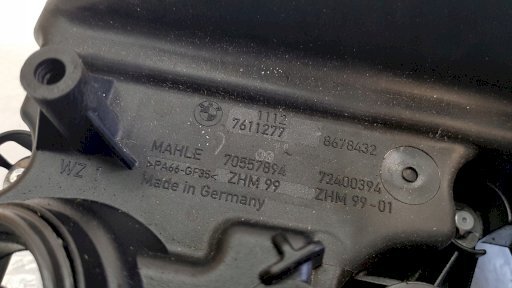 1112
7611277 8678432
MAHLE 70557894 72400394
>PA66-GF35< ZHM 99 ZHM 99-01
Made in Germany
WZ